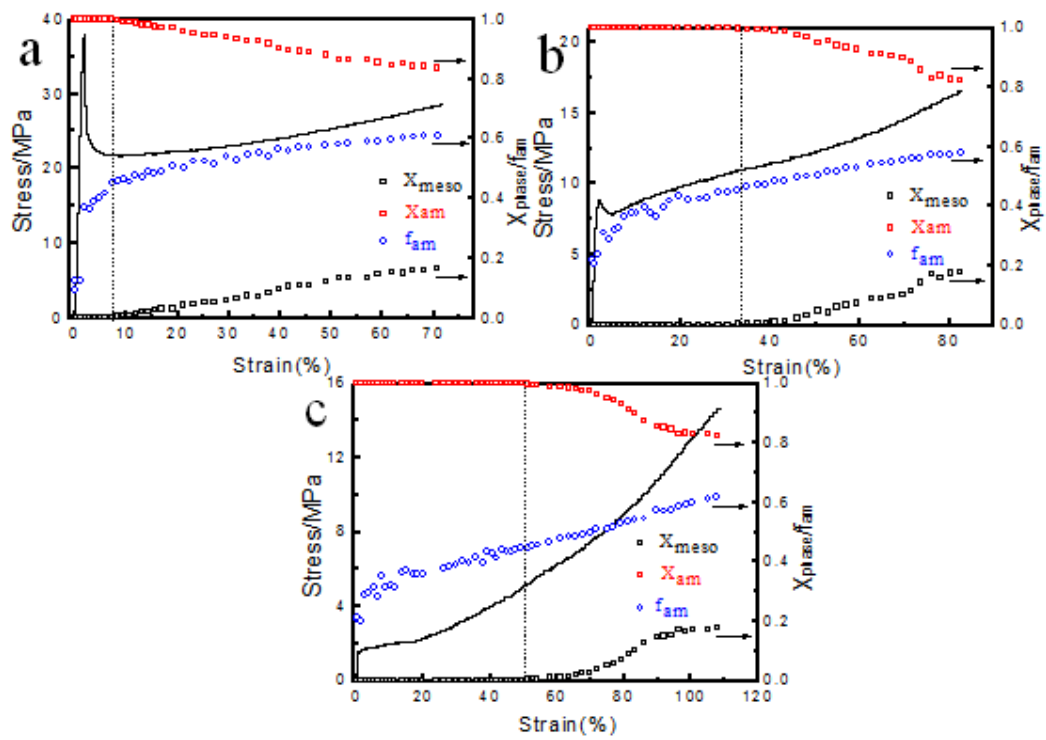 a
40
30
20
10
0
Stress/MPa
0 10 20 30 40 50 60 70 80
Strain(%)
1.0
0.8
0.6
0.4
0.2
0.0
Xphase/fam
Xmeso
Xam
fam
b
20
15
10
5
0
Stress/MPa
0 20 40 60 80
Strain(%)
1.0
0.8
0.6
0.4
0.2
0.0
Xphase/fam
Xmeso
Xam
fam
c
16
12
8
4
0
Stress/MPa
0 20 40 60 80 100 120
Strain(%)
1.0
0.8
0.6
0.4
0.2
0.0
Xphase/fam
Xmeso
Xam
fam